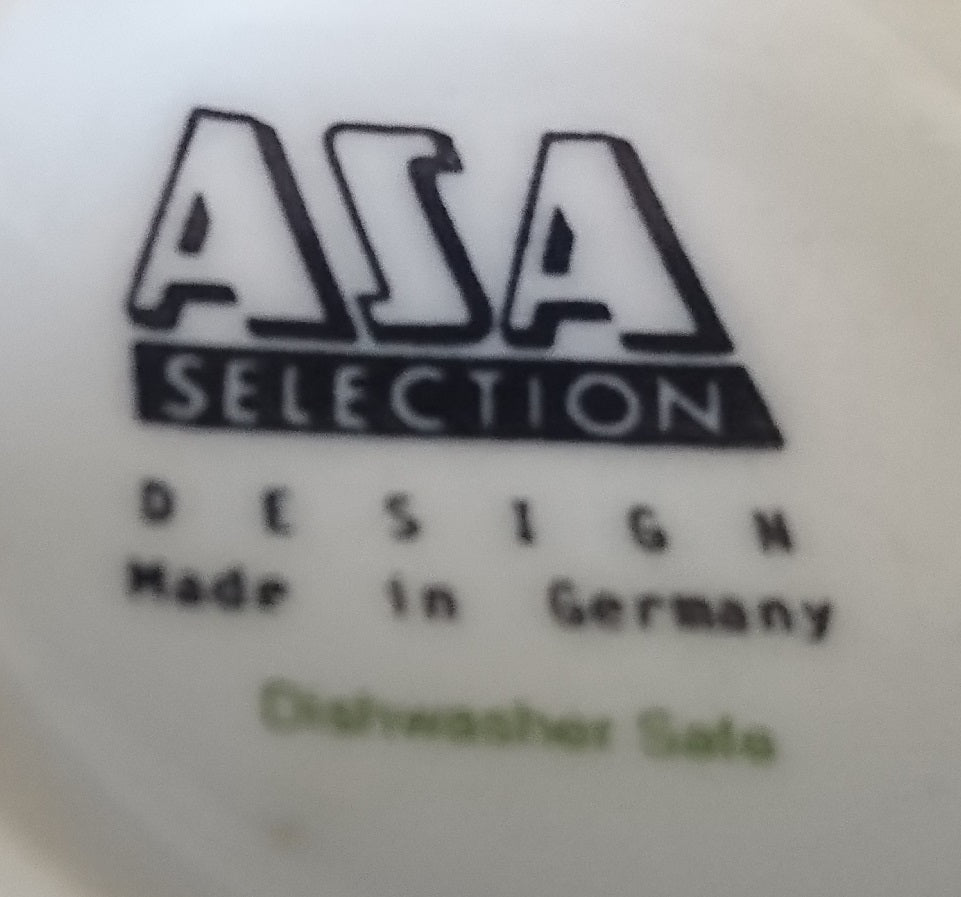 ASA
SELECTION
DESIGN
Made in Germany
Dishwasher Safe